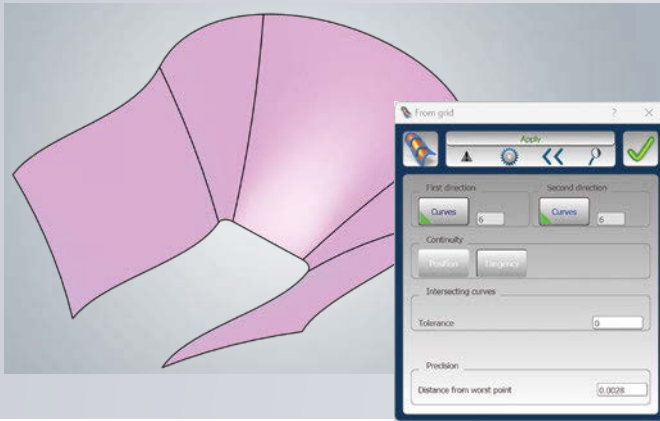 From grid ? ×
Apply
First direction Second direction
Curves 6 Curves 6
Continuity
Position Tangency
Intersecting curves
Tolerance 0
Precision
Distance from worst point 0.0028